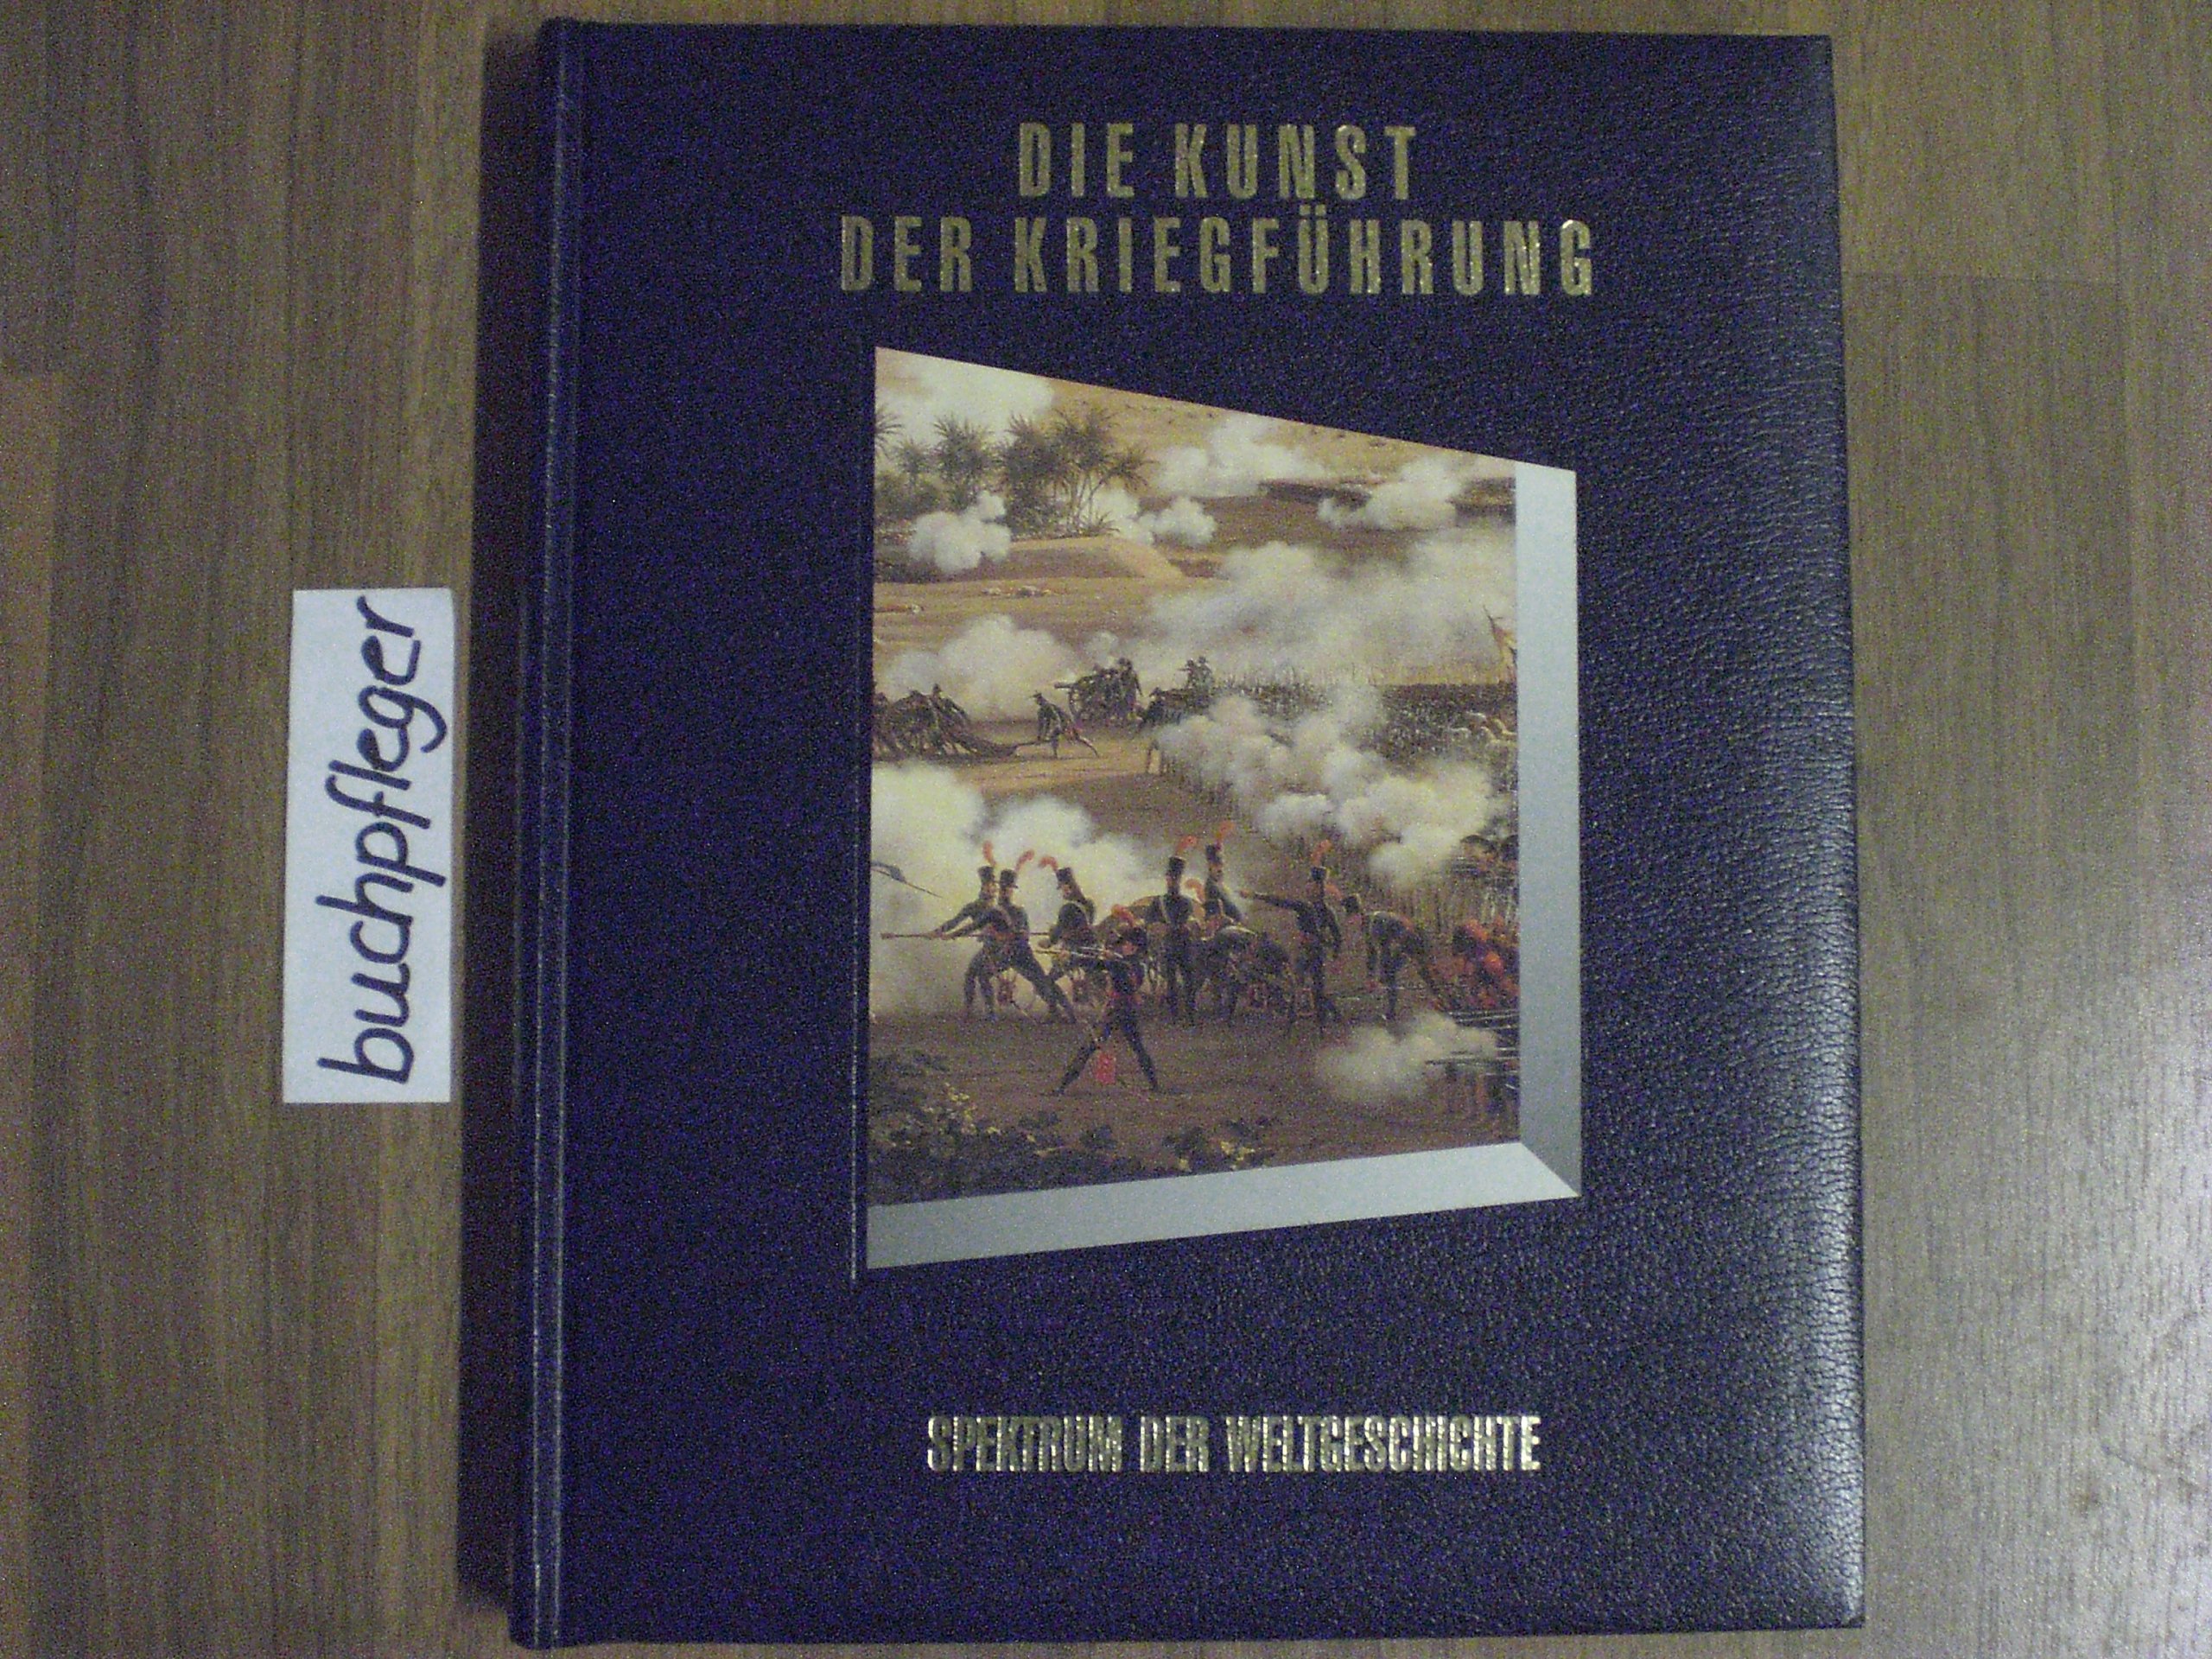 DIE KUNST
DER KRIEGFÜHRUNG
SPEKTRUM DER WELTGESCHICHTE
buchpfleger